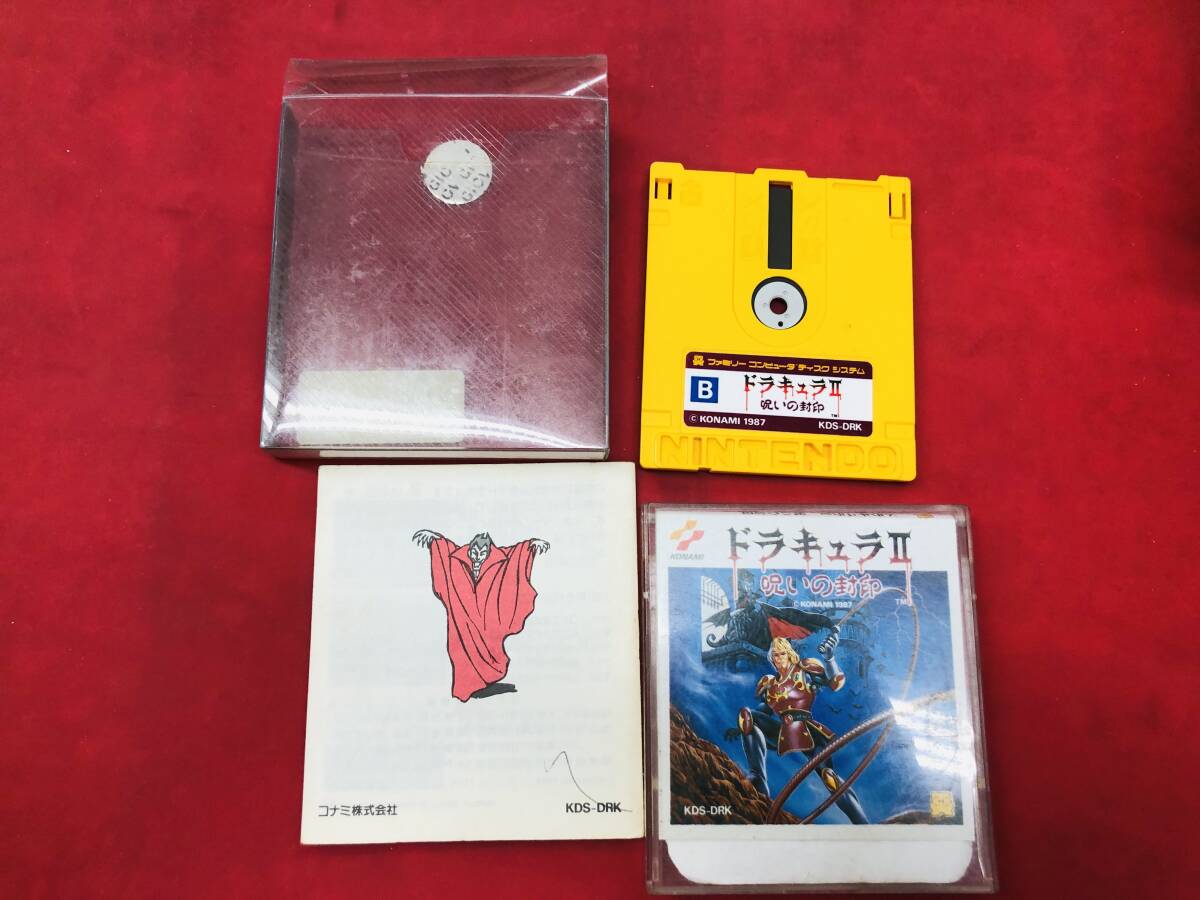 ファミリー コンピュータ ディスク システム
B
ドラキュラⅡ
呪いの封印
TM
© KONAMI 1987
KDS-DRK
NINTENDO
コナミ株式会社
KDS-DRK
KONAMI
ドラキュラⅡ
呪いの封印
TM
© KONAMI 1987
KDS-DRK